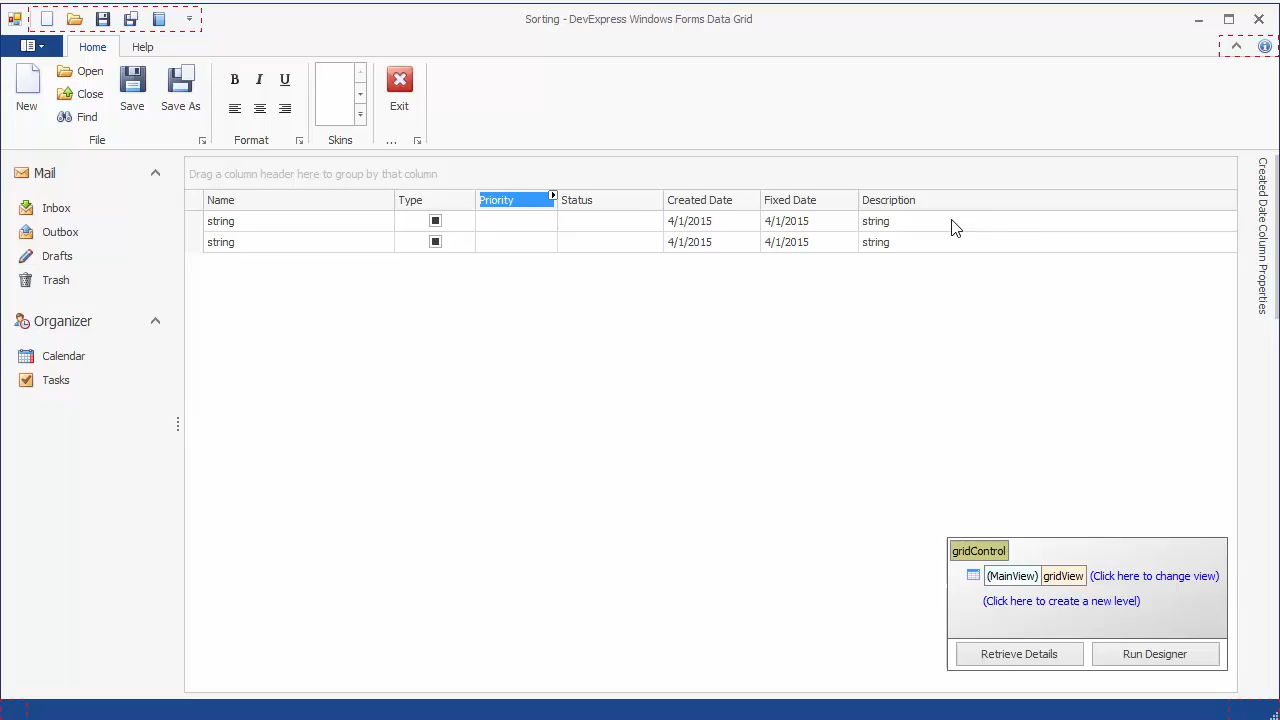 Sorting - DevExpress Windows Forms Data Grid
Home Help
New
Open
Close
Find
Save
Save As
B I U
Exit
File Format Skins ...
Mail
Inbox
Outbox
Drafts
Trash
Organizer
Calendar
Tasks
Drag a column header here to group by that column
Name Type Priority Status Created Date Fixed Date Description
string 4/1/2015 4/1/2015 string
string 4/1/2015 4/1/2015 string
Created Date Column Properties
gridControl
(MainView) gridView (Click here to change view)
(Click here to create a new level)
Retrieve Details Run Designer